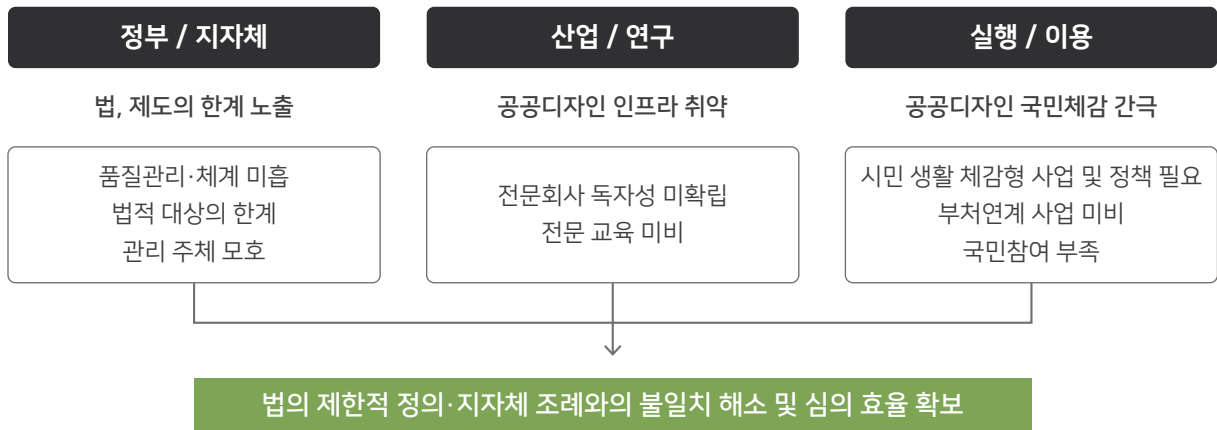 정부 / 지자체
법, 제도의 한계 노출
품질관리·체계 미흡
법적 대상의 한계
관리 주체 모호
산업 / 연구
공공디자인 인프라 취약
전문회사 독자성 미확립
전문 교육 미비
실행 / 이용
공공디자인 국민체감 간극
시민 생활 체감형 사업 및 정책 필요
부처연계 사업 미비
국민참여 부족
법의 제한적 정의·지자체 조례와의 불일치 해소 및 심의 효율 확보